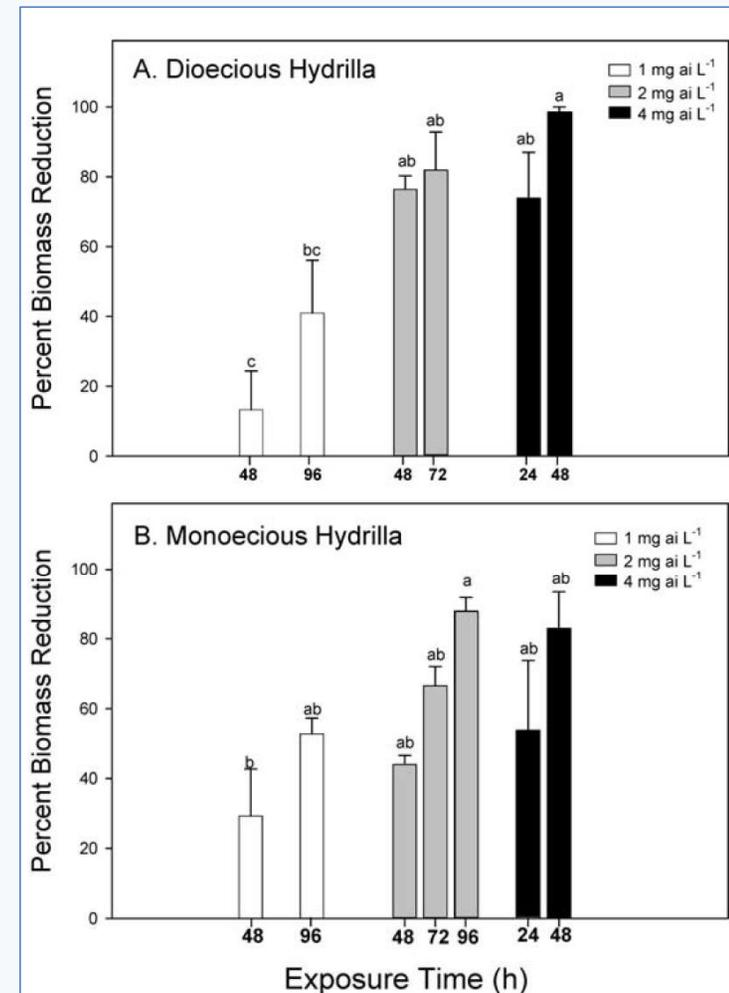 A. Dioecious Hydrilla
1 mg ai L⁻¹
2 mg ai L⁻¹
4 mg ai L⁻¹
Percent Biomass Reduction
100
80
60
40
20
0
c
bc
ab
ab
ab
a
48 96 48 72 24 48
B. Monoecious Hydrilla
1 mg ai L⁻¹
2 mg ai L⁻¹
4 mg ai L⁻¹
Percent Biomass Reduction
100
80
60
40
20
0
b
ab
ab
ab
a
ab
ab
48 96 48 72 96 24 48
Exposure Time (h)